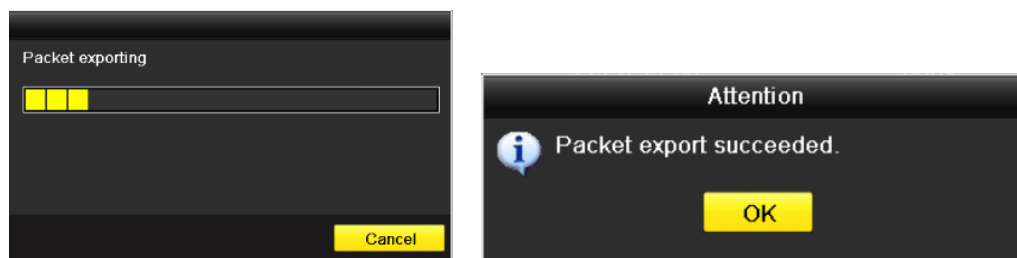 Packet exporting
Cancel
Attention
Packet export succeeded.
OK